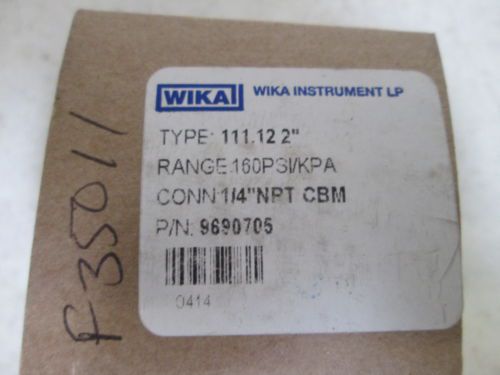 WIKA WIKA INSTRUMENT LP
TYPE: 111.12 2"
RANGE:160PSI/KPA
CONN:1/4"NPT CBM
P/N: 9690705
0414
F35011